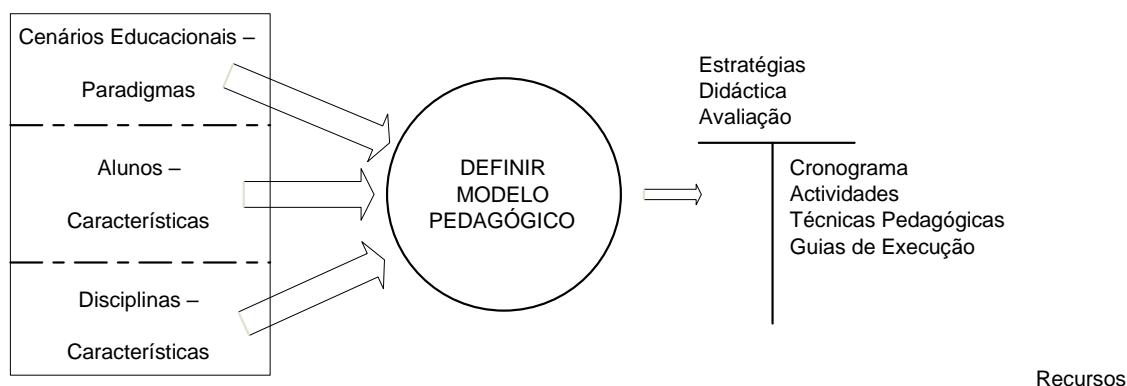 Cenários Educacionais –
Paradigmas
Alunos –
Características
Disciplinas –
Características
DEFINIR
MODELO
PEDAGÓGICO
Estratégias
Didáctica
Avaliação
Cronograma
Actividades
Técnicas Pedagógicas
Guias de Execução
Recursos